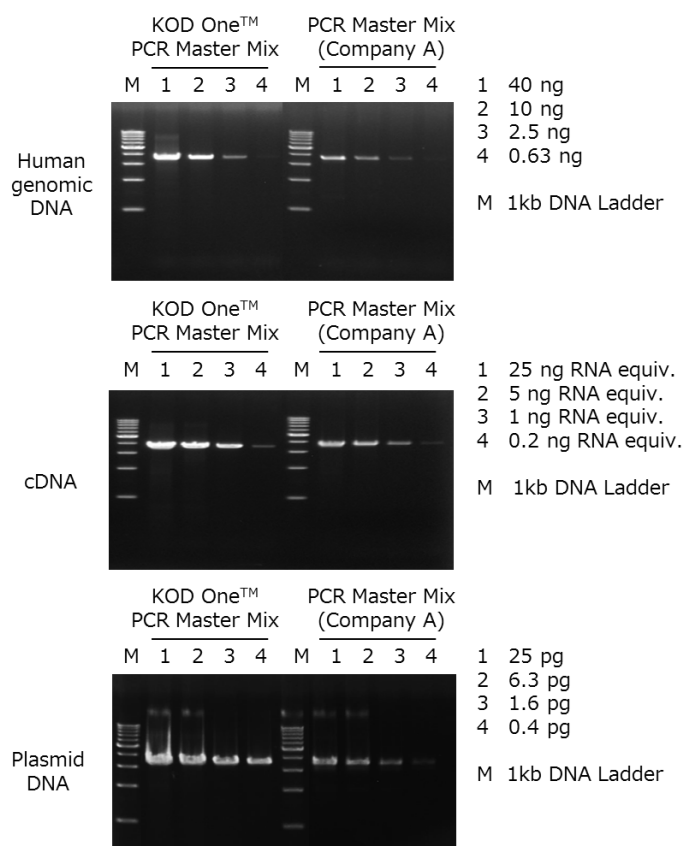 KOD One™ PCR Master Mix
PCR Master Mix (Company A)
M 1 2 3 4 M 1 2 3 4
Human genomic DNA
1 40 ng
2 10 ng
3 2.5 ng
4 0.63 ng
M 1kb DNA Ladder
KOD One™ PCR Master Mix
PCR Master Mix (Company A)
M 1 2 3 4 M 1 2 3 4
cDNA
1 25 ng RNA equiv.
2 5 ng RNA equiv.
3 1 ng RNA equiv.
4 0.2 ng RNA equiv.
M 1kb DNA Ladder
KOD One™ PCR Master Mix
PCR Master Mix (Company A)
M 1 2 3 4 M 1 2 3 4
Plasmid DNA
1 25 pg
2 6.3 pg
3 1.6 pg
4 0.4 pg
M 1kb DNA Ladder